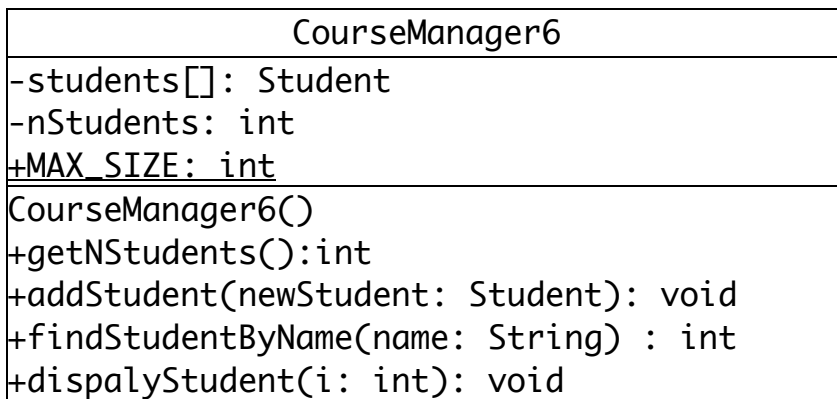 CourseManager6
-students[]: Student
-nStudents: int
+MAX_SIZE: int
CourseManager6()
+getNStudents():int
+addStudent(newStudent: Student): void
+findStudentByName(name: String) : int
+dispalyStudent(i: int): void